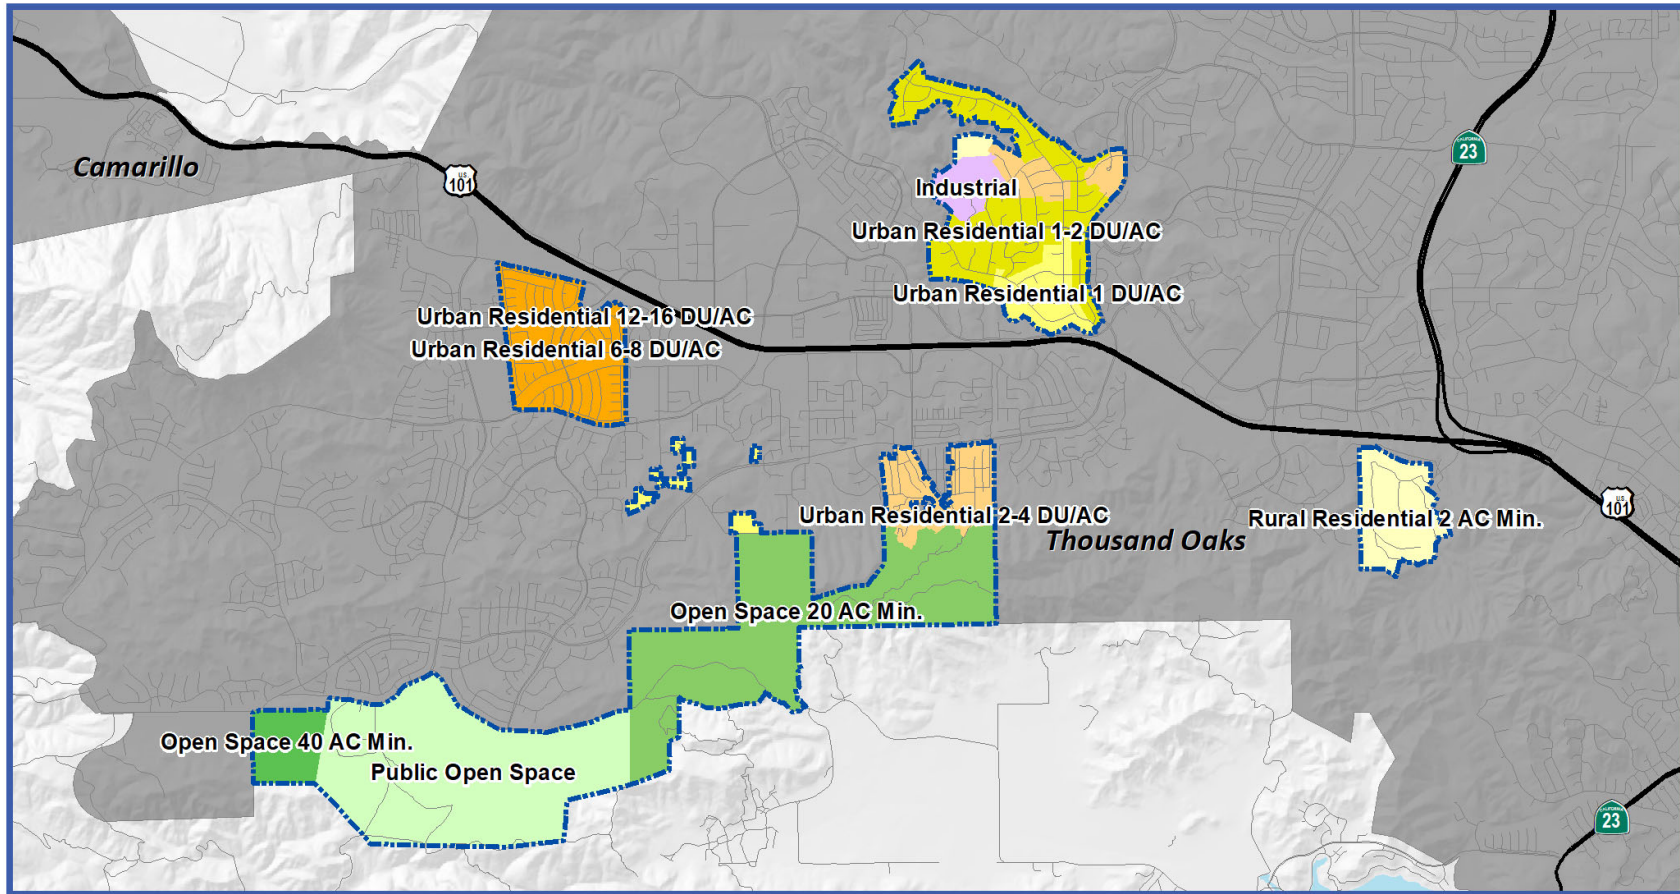 CALIFORNIA
23
Camarillo
U.S.
101
Industrial
Urban Residential 1-2 DU/AC
Urban Residential 1 DU/AC
Urban Residential 12-16 DU/AC
Urban Residential 6-8 DU/AC
U.S.
101
Urban Residential 2-4 DU/AC
Rural Residential 2 AC Min.
Thousand Oaks
Open Space 20 AC Min.
Open Space 40 AC Min.
Public Open Space
CALIFORNIA
23